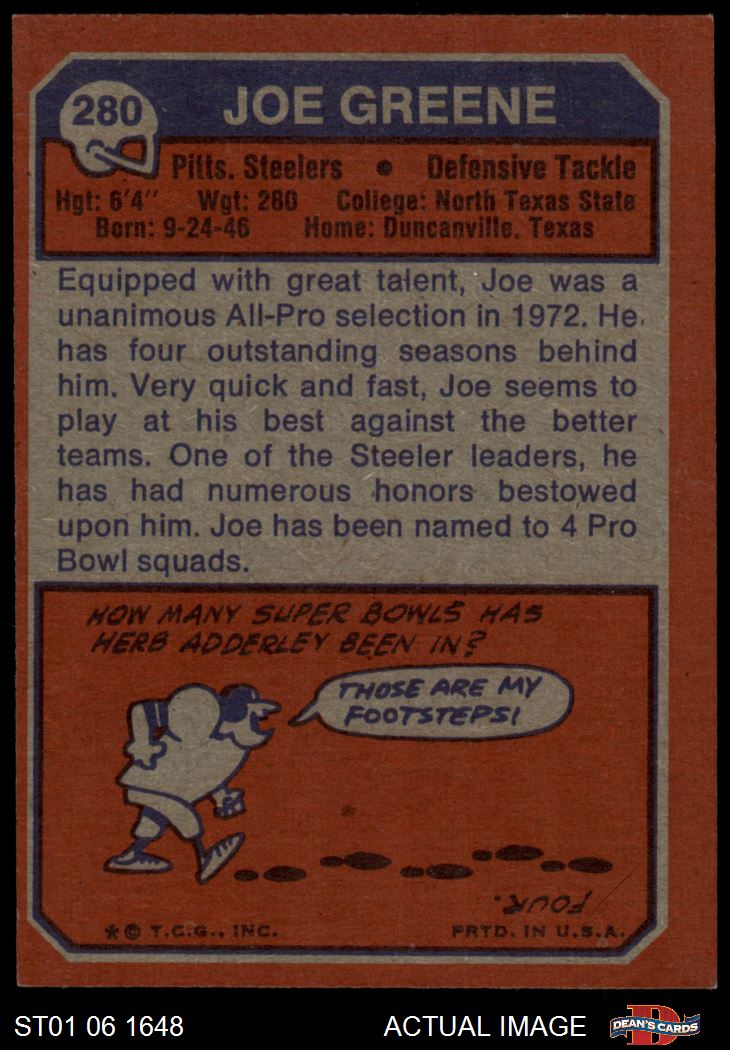 280
JOE GREENE
Pitts. Steelers • Defensive Tackle
Hgt: 6'4" Wgt: 280 College: North Texas State
Born: 9-24-46 Home: Duncanville, Texas
Equipped with great talent, Joe was a
unanimous All-Pro selection in 1972. He
has four outstanding seasons behind
him. Very quick and fast, Joe seems to
play at his best against the better
teams. One of the Steeler leaders, he
has had numerous honors bestowed
upon him. Joe has been named to 4 Pro
Bowl squads.
HOW MANY SUPER BOWLS HAS
HERB ADDERLEY BEEN IN?
THOSE ARE MY
FOOTSTEPS!
FOUR.
* © T.C.G., INC. PRTD. IN U.S.A.
ST01 06 1648 ACTUAL IMAGE
D
DEAN'S CARDS